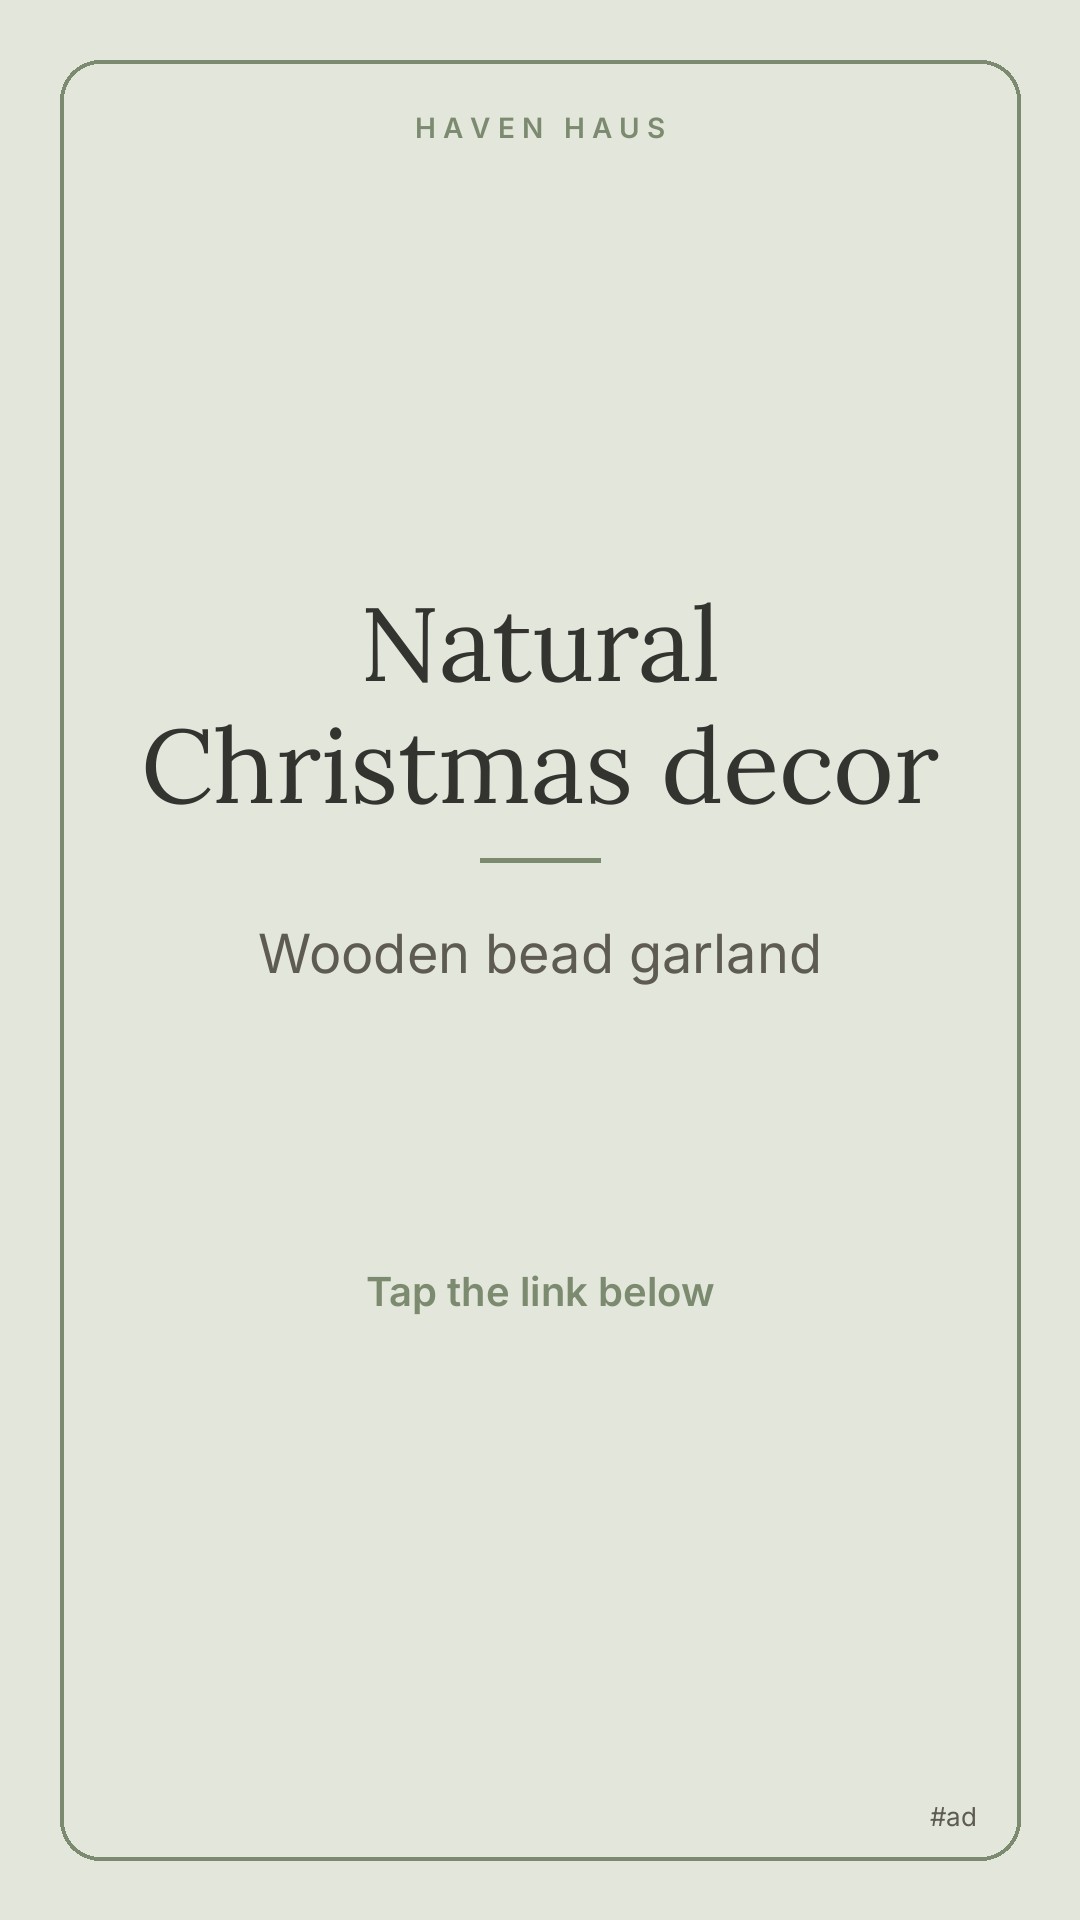 HAVEN HAUS
Natural
Christmas decor
Wooden bead garland
Tap the link below
#ad